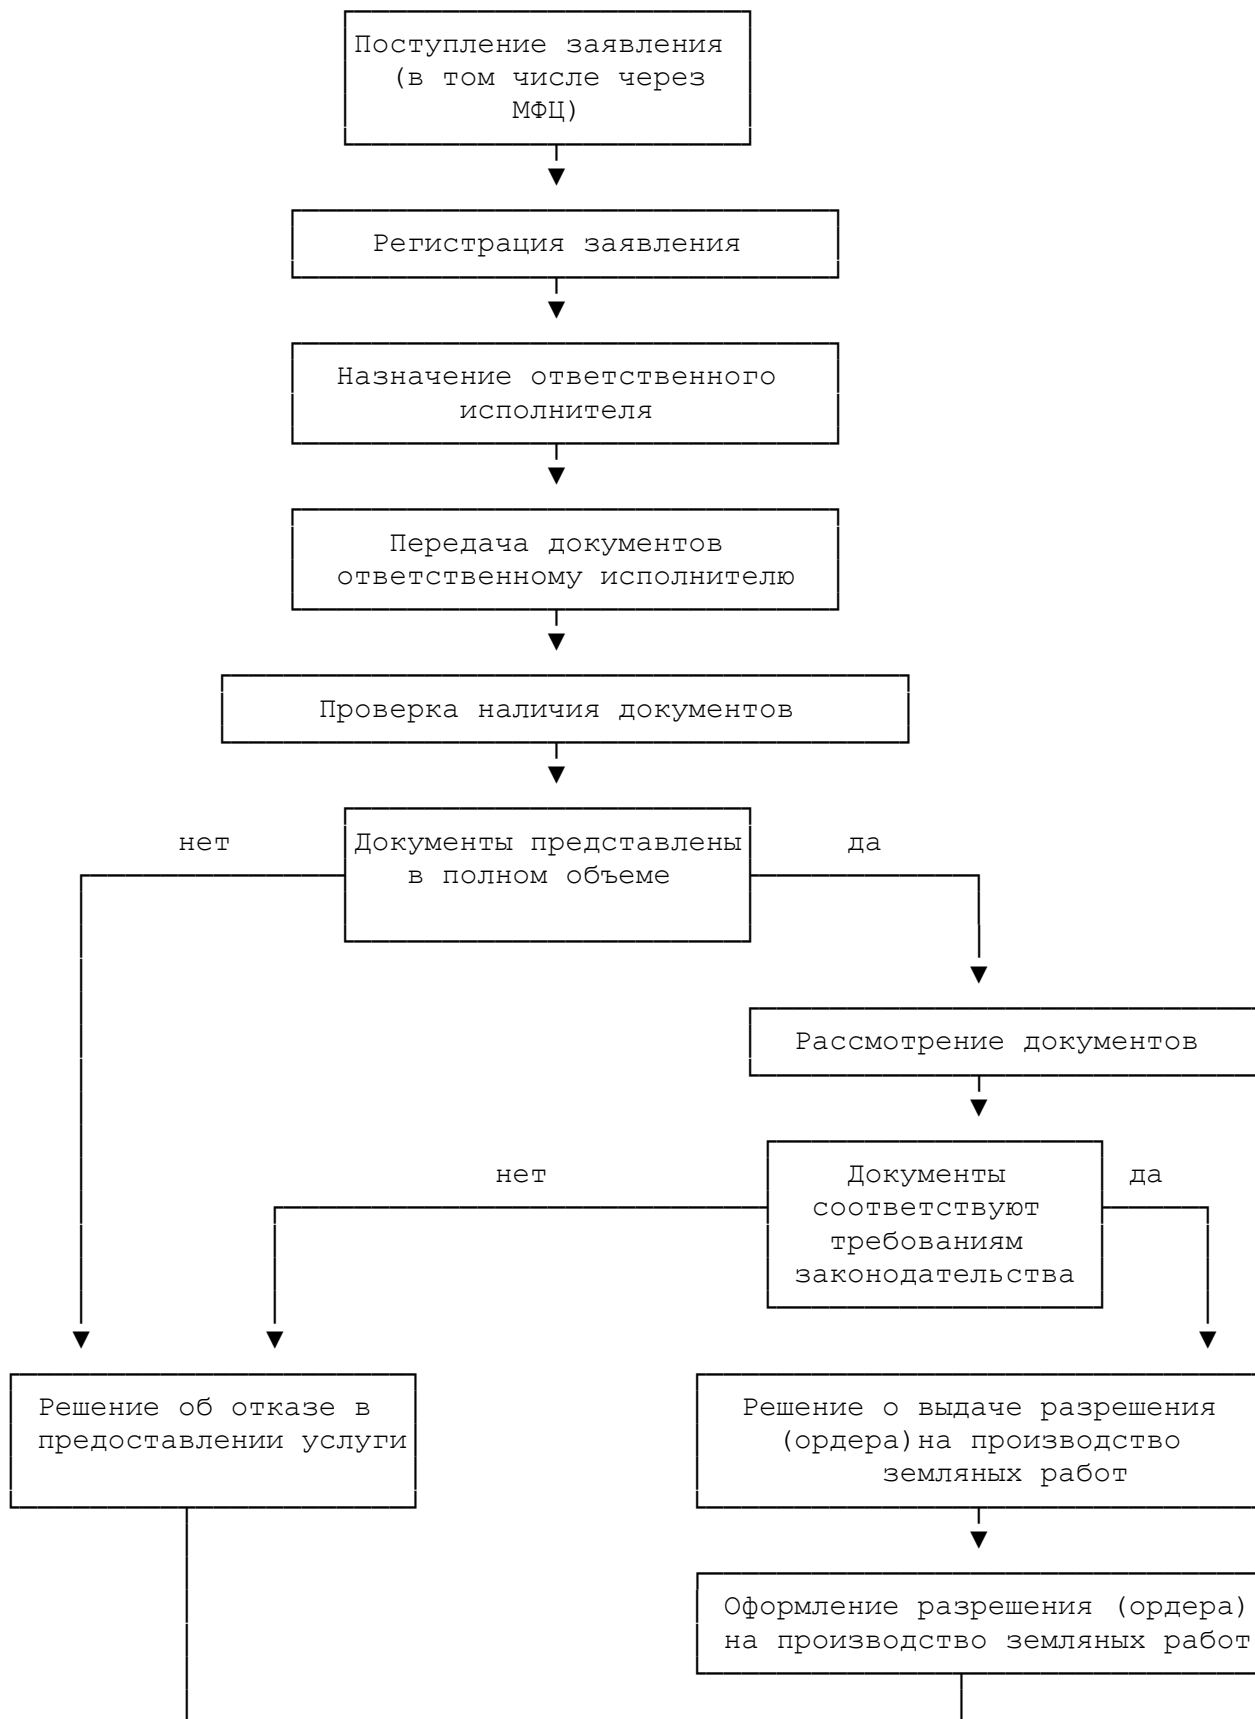 Поступление заявления
(в том числе через
МФЦ)
Регистрация заявления
Назначение ответственного
исполнителя
Передача документов
ответственному исполнителю
Проверка наличия документов
нет
Документы представлены
в полном объеме
да
Рассмотрение документов
нет
Документы
соответствуют
требованиям
законодательства
да
Решение об отказе в
предоставлении услуги
Решение о выдаче разрешения
(ордера)на производство
земляных работ
Оформление разрешения (ордера)
на производство земляных работ